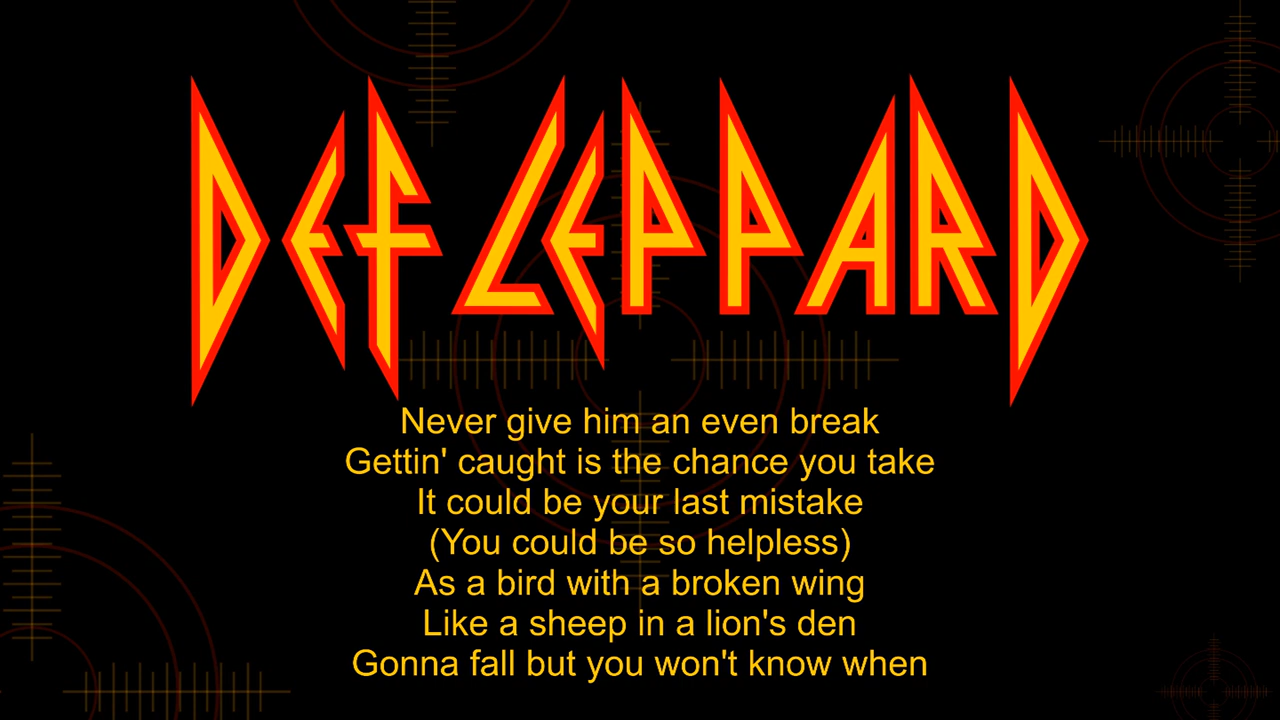 DEF LEPPARD
Never give him an even break
Gettin' caught is the chance you take
It could be your last mistake
(You could be so helpless)
As a bird with a broken wing
Like a sheep in a lion's den
Gonna fall but you won't know when